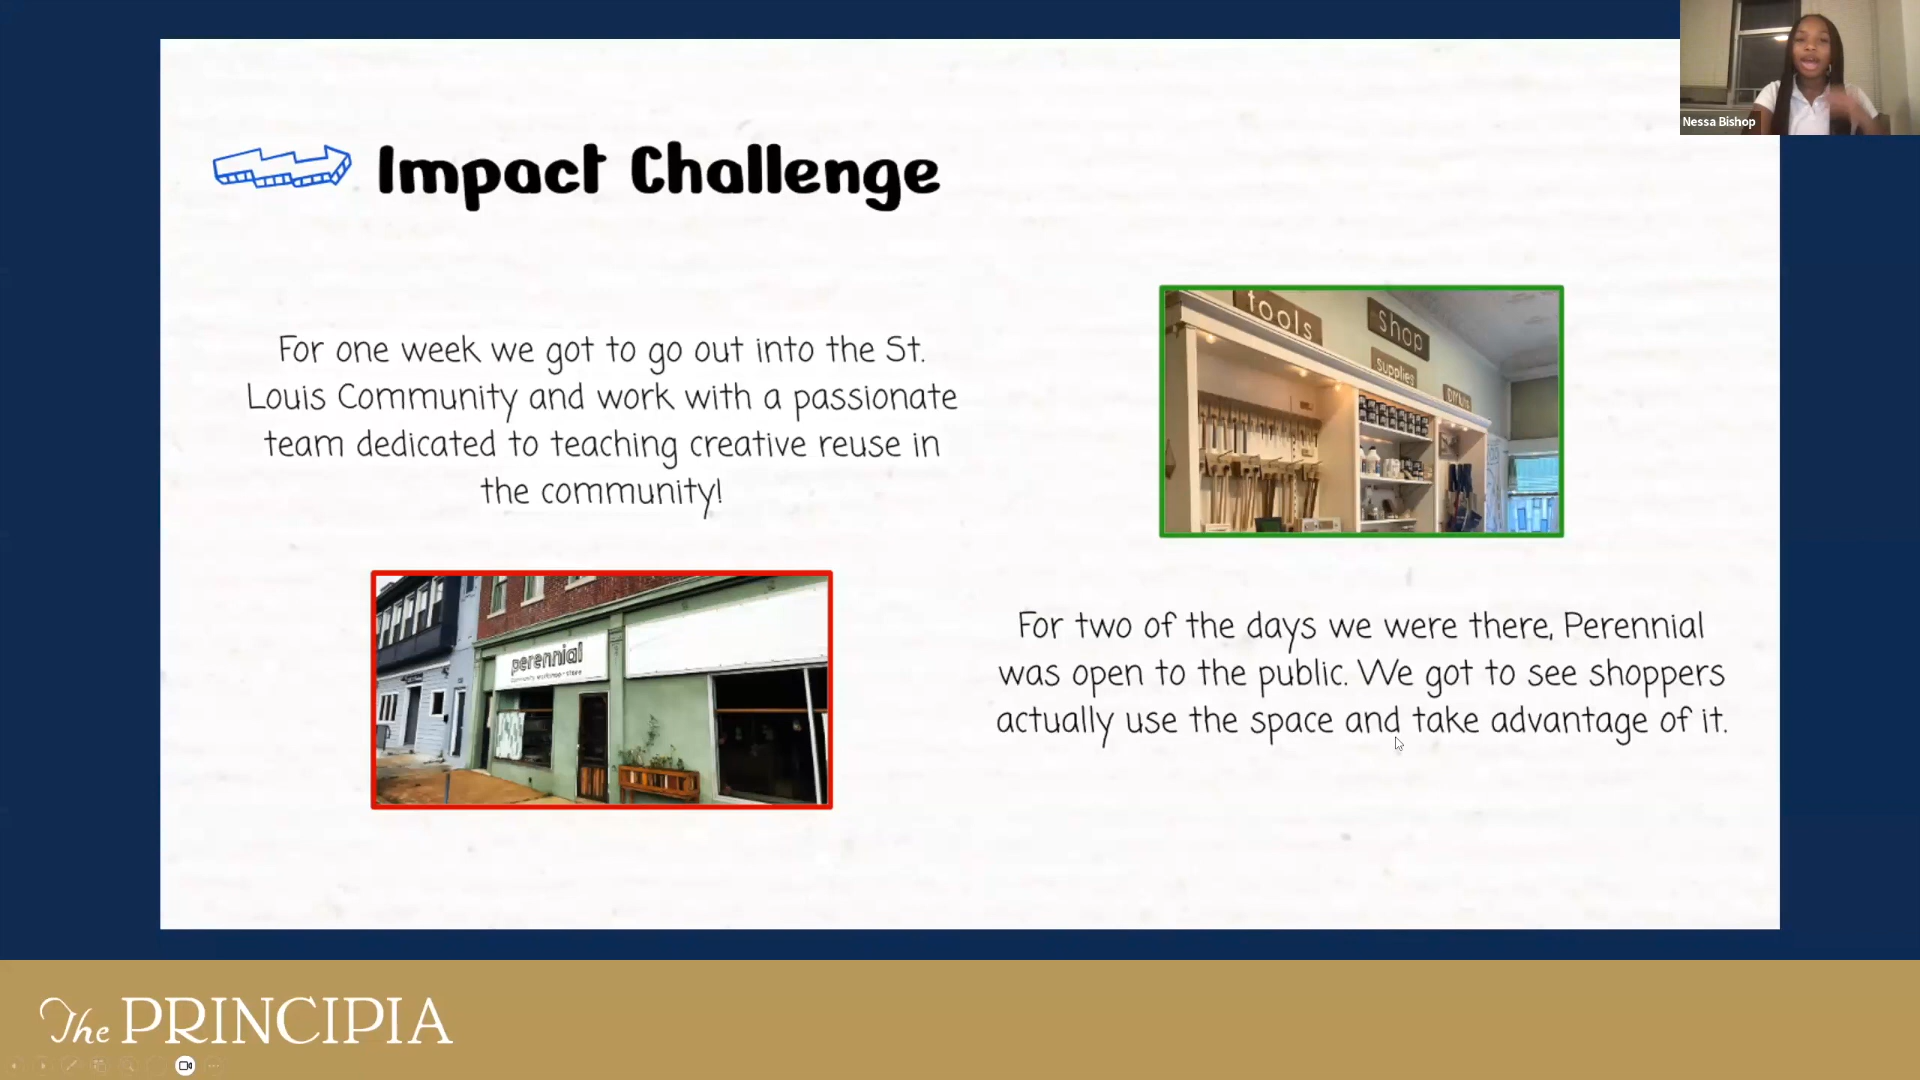 Nessa Bishop
Impact Challenge
For one week we got to go out into the St.
Louis Community and work with a passionate
team dedicated to teaching creative reuse in
the community!
tools
shop
supplies
perennial
community workshop + store
For two of the days we were there, Perennial
was open to the public. We got to see shoppers
actually use the space and take advantage of it.
The PRINCIPIA